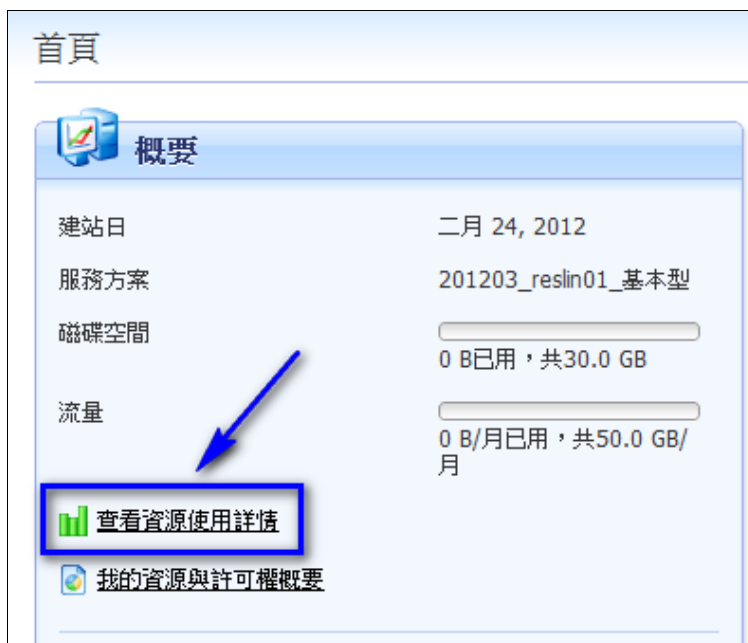 首頁
概要
建站日 二月 24, 2012
服務方案 201203_reslin01_基本型
磁碟空間
0 B已用，共30.0 GB
流量
0 B/月已用，共50.0 GB/
月
查看資源使用詳情
我的資源與許可權概要